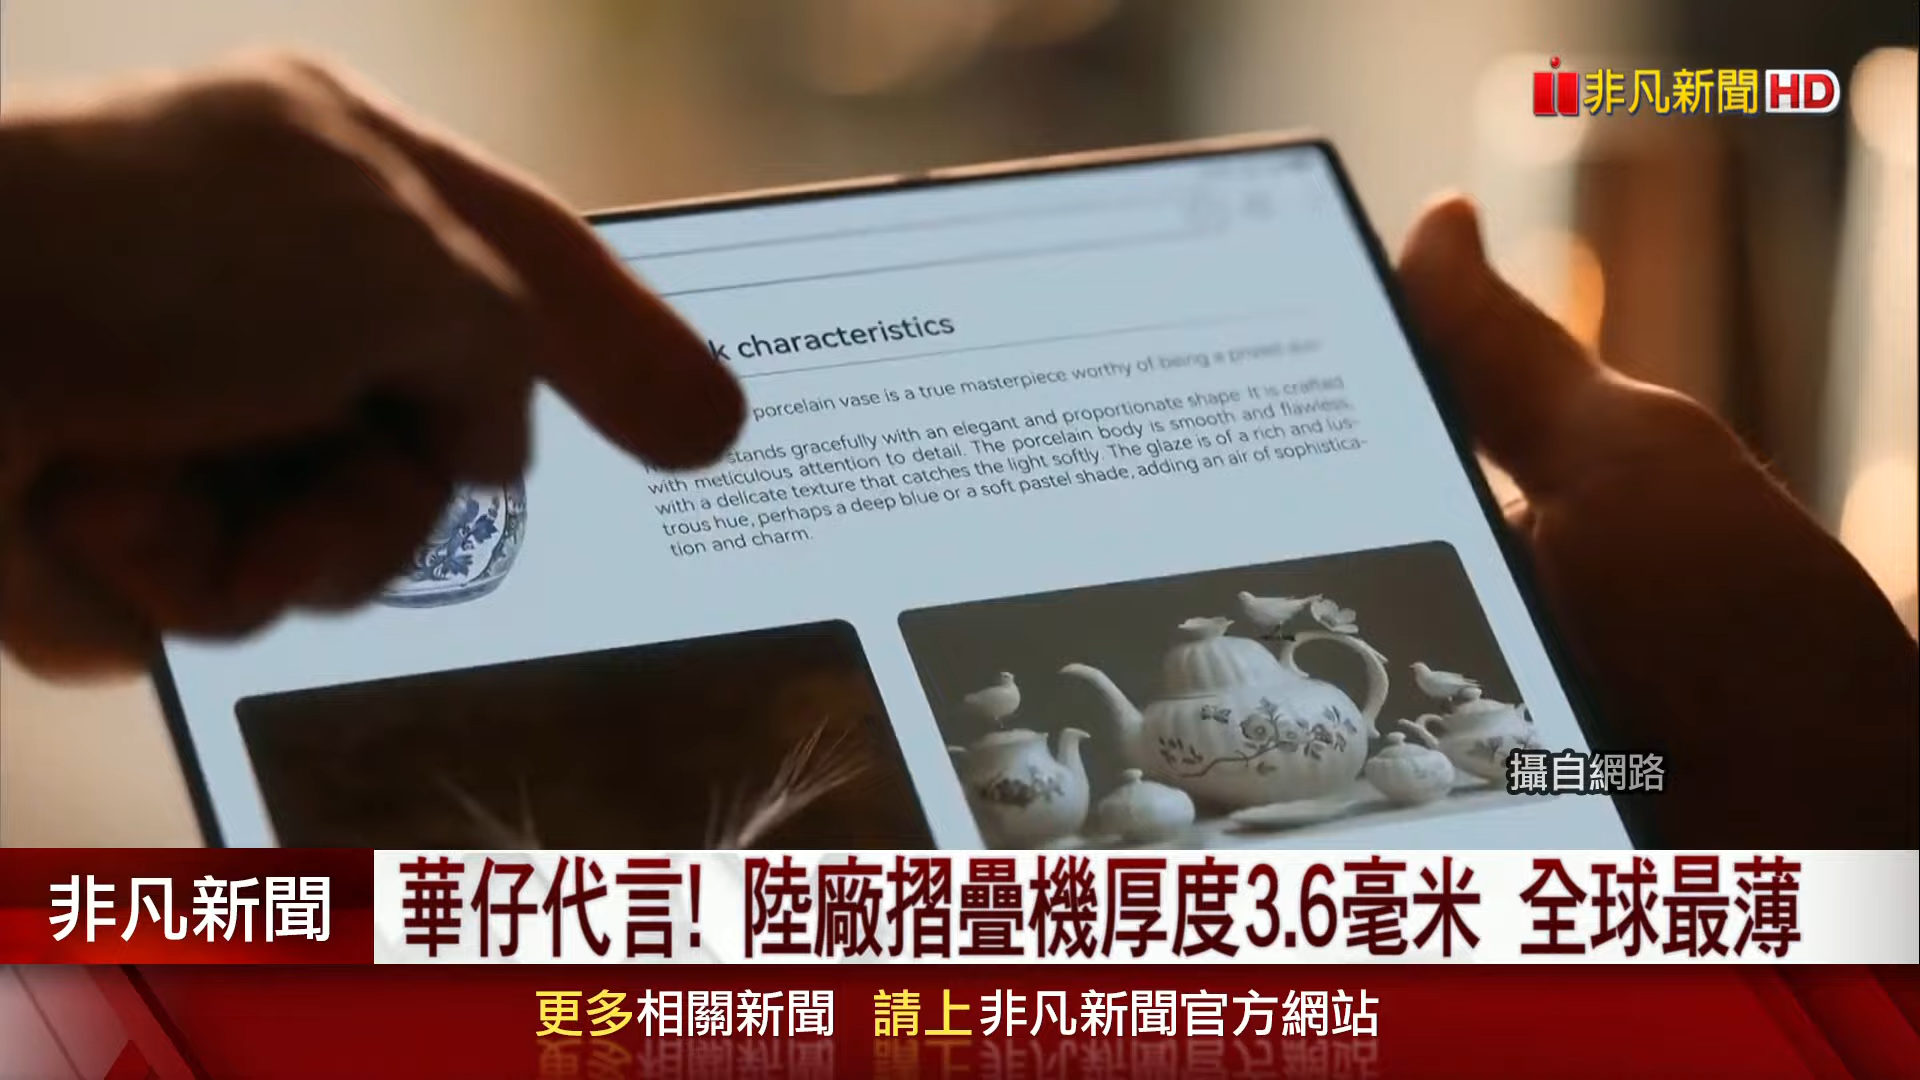 非凡新聞HD
k characteristics
porcelain vase is a true masterpiece worthy of being a
stands gracefully with an elegant and proportionate shape. It is crafted
with meticulous attention to detail. The porcelain body is smooth and flawless,
with a delicate texture that catches the light softly. The glaze is of a rich and lus-
trous hue, perhaps a deep blue or a soft pastel shade, adding an air of sophistica-
tion and charm.
攝自網路
非凡新聞
華仔代言! 陸廠摺疊機厚度3.6毫米 全球最薄
更多相關新聞 請上非凡新聞官方網站